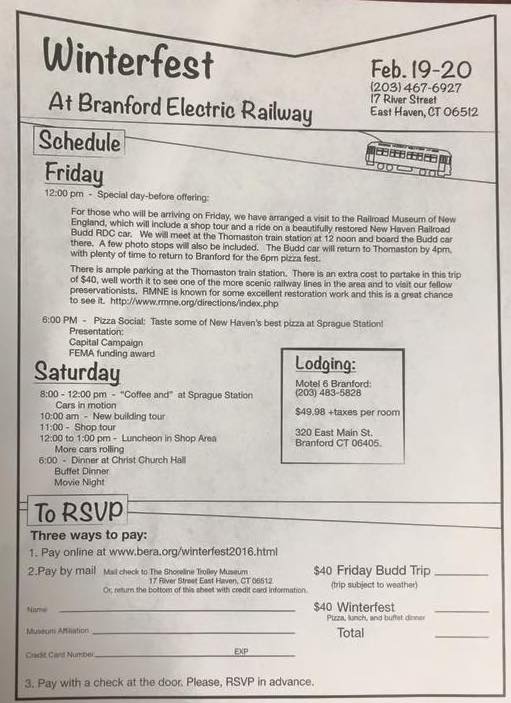 Winterfest
At Branford Electric Railway
Feb. 19-20
(203) 467-6927
17 River Street
East Haven, CT 06512
Schedule
Friday
12:00 pm - Special day-before offering:
For those who will be arriving on Friday, we have arranged a visit to the Railroad Museum of New
England, which will include a shop tour and a ride on a beautifully restored New Haven Railroad
Budd RDC car. We will meet at the Thomaston train station at 12 noon and board the Budd car
there. A few photo stops will also be included. The Budd car will return to Thomaston by 4pm,
with plenty of time to return to Branford for the 6pm pizza fest.
There is ample parking at the Thomaston train station. There is an extra cost to partake in this trip
of $40, well worth it to see one of the more scenic railway lines in the area and to visit our fellow
preservationists. RMNE is known for some excellent restoration work and this is a great chance
to see it. http://www.rmne.org/directions/index.php
6:00 PM - Pizza Social: Taste some of New Haven's best pizza at Sprague Station!
Presentation:
Capital Campaign
FEMA funding award
Saturday
8:00 - 12:00 pm - "Coffee and" at Sprague Station
Cars in motion
10:00 am - New building tour
11:00 - Shop tour
12:00 to 1:00 pm - Luncheon in Shop Area
More cars rolling
6:00 - Dinner at Christ Church Hall
Buffet Dinner
Movie Night
Lodging:
Motel 6 Branford:
(203) 483-5828
$49.98 +taxes per room
320 East Main St.
Branford CT 06405.
To RSVP
Three ways to pay:
1. Pay online at www.bera.org/winterfest2016.html
2.Pay by mail Mail check to The Shoreline Trolley Museum
17 River Street East Haven, CT 06512
Or, return the bottom of this sheet with credit card information.
Name
Museum Affiliation
Credit Card Number EXP
$40 Friday Budd Trip
(trip subject to weather)
$40 Winterfest
Pizza, lunch, and buffet dinner
Total
3. Pay with a check at the door. Please, RSVP in advance.